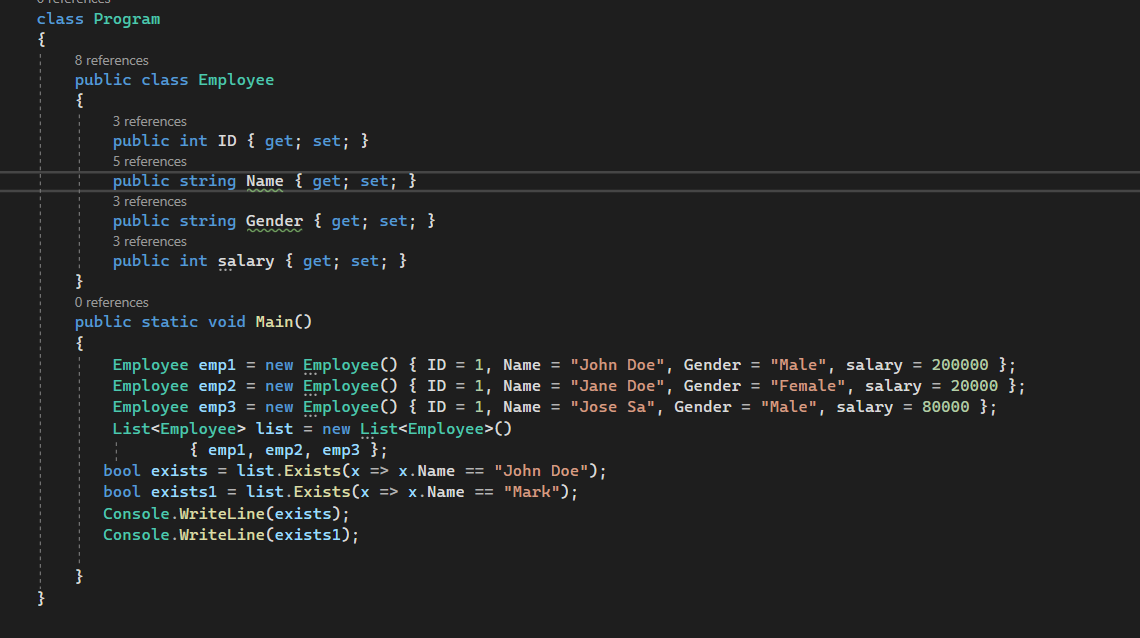 0 references
class Program
{
8 references
public class Employee
{
3 references
public int ID { get; set; }
5 references
public string Name { get; set; }
3 references
public string Gender { get; set; }
3 references
public int salary { get; set; }
}
0 references
public static void Main()
{
Employee emp1 = new Employee() { ID = 1, Name = "John Doe", Gender = "Male", salary = 200000 };
Employee emp2 = new Employee() { ID = 1, Name = "Jane Doe", Gender = "Female", salary = 20000 };
Employee emp3 = new Employee() { ID = 1, Name = "Jose Sa", Gender = "Male", salary = 80000 };
List<Employee> list = new List<Employee>()
{ emp1, emp2, emp3 };
bool exists = list.Exists(x => x.Name == "John Doe");
bool exists1 = list.Exists(x => x.Name == "Mark");
Console.WriteLine(exists);
Console.WriteLine(exists1);
}
}